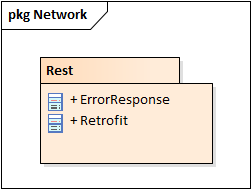 pkg Network
Rest
+ ErrorResponse
+ Retrofit